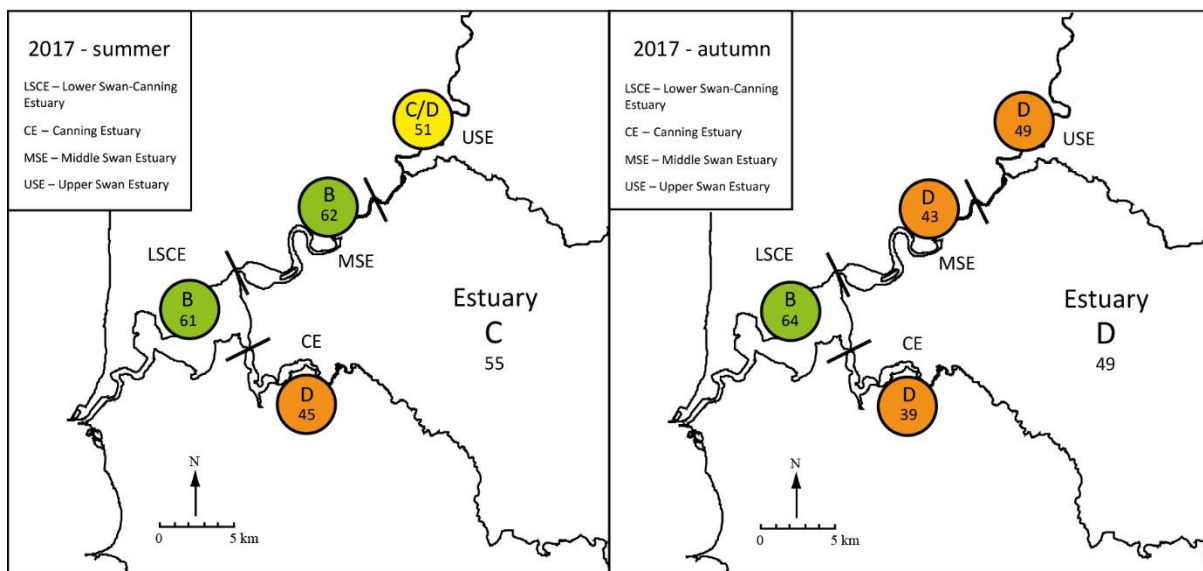 2017 - summer
LSCE – Lower Swan-Canning
Estuary
CE – Canning Estuary
MSE – Middle Swan Estuary
USE – Upper Swan Estuary
C/D
51
USE
B
62
MSE
LSCE
B
61
Estuary
C
55
CE
D
45
N
0
5 km
2017 - autumn
LSCE – Lower Swan-Canning
Estuary
CE – Canning Estuary
MSE – Middle Swan Estuary
USE – Upper Swan Estuary
D
49
USE
D
43
MSE
LSCE
B
64
Estuary
D
49
CE
D
39
N
0
5 km